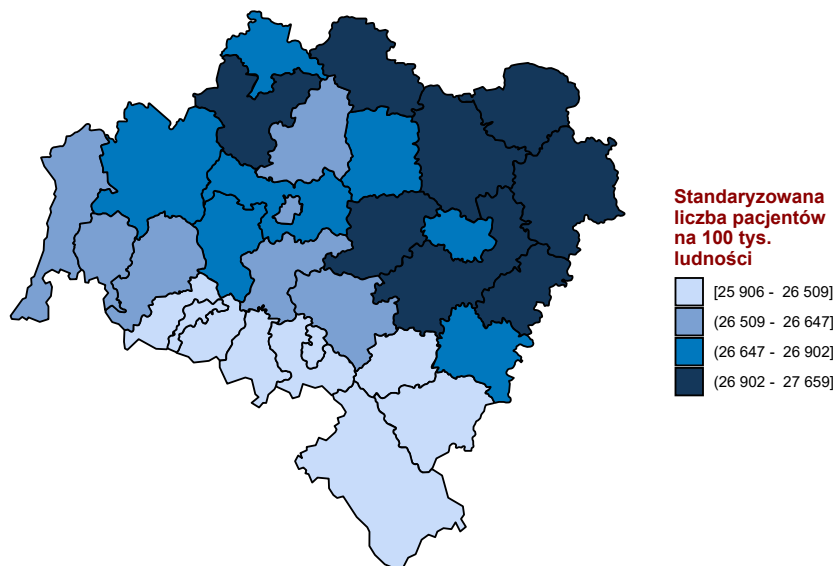 Standaryzowana
liczba pacjentów
na 100 tys.
ludności
[25 906 - 26 509]
(26 509 - 26 647]
(26 647 - 26 902]
(26 902 - 27 659]